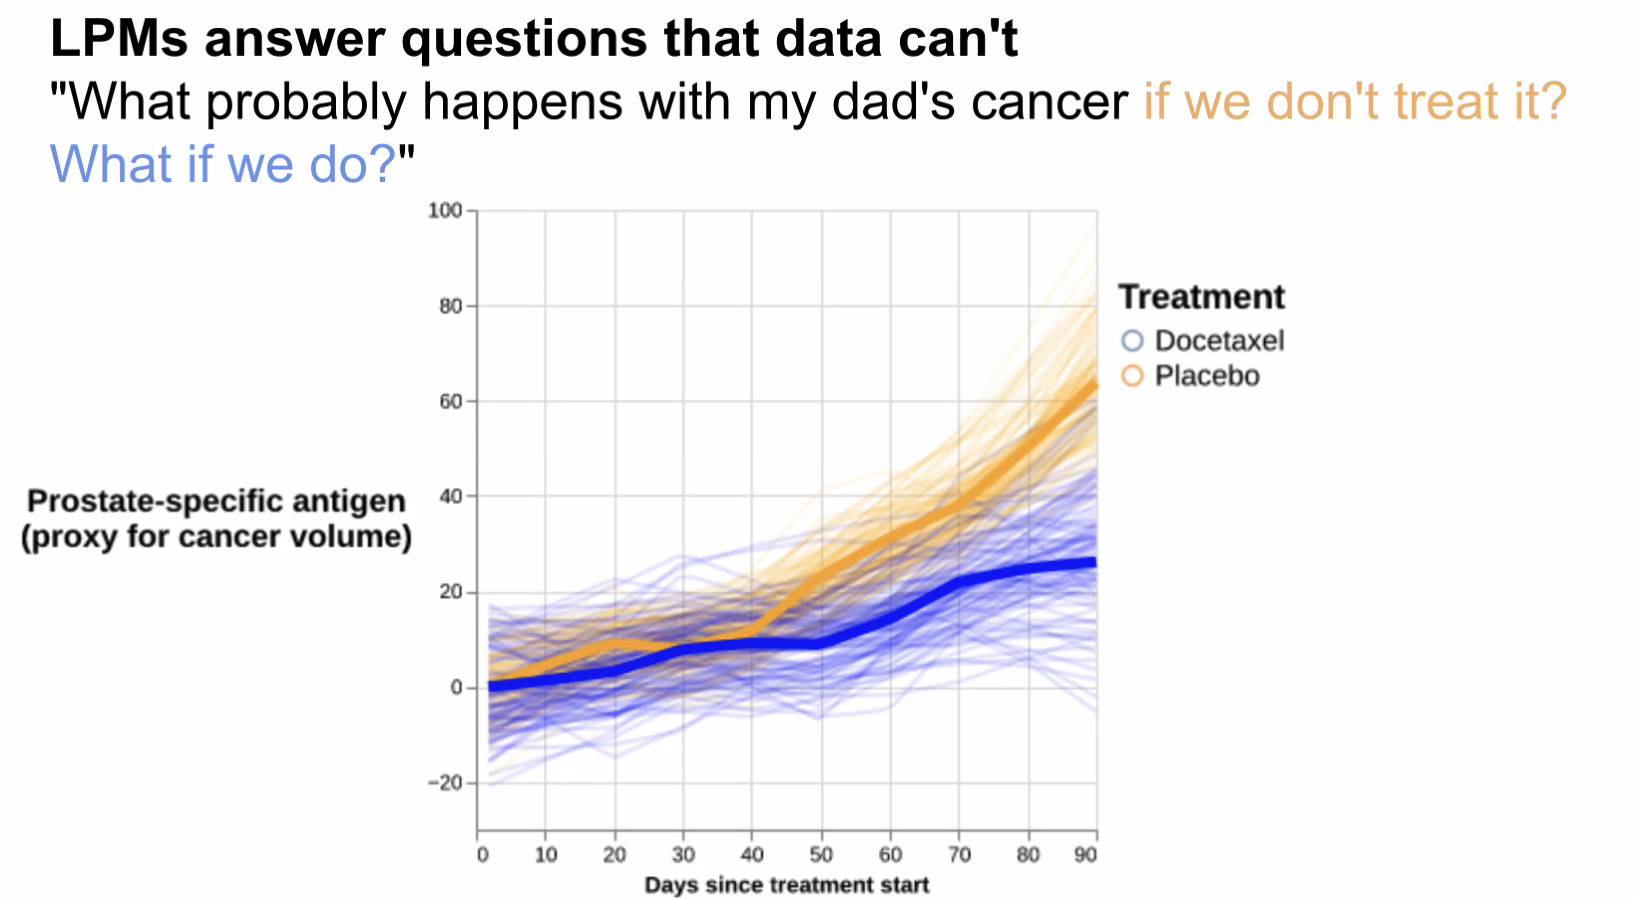 LPMs answer questions that data can't
"What probably happens with my dad's cancer if we don't treat it?
What if we do?"
100
80
60
40
20
0
−20
Prostate-specific antigen
(proxy for cancer volume)
Treatment
Docetaxel
Placebo
0 10 20 30 40 50 60 70 80 90
Days since treatment start